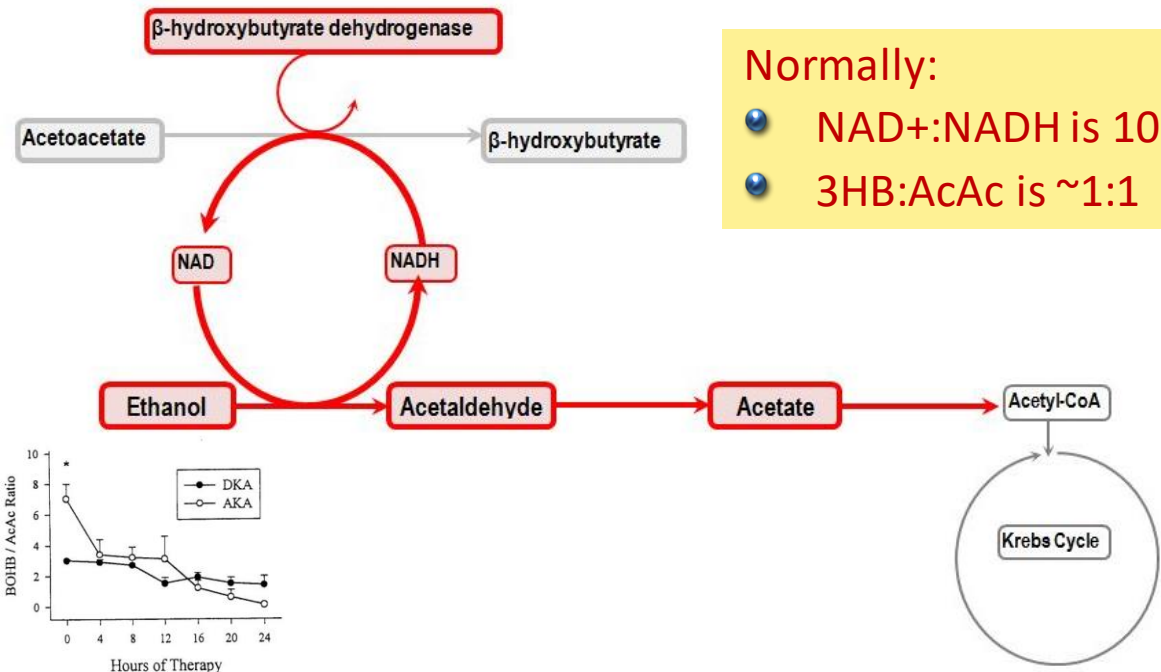 β-hydroxybutyrate dehydrogenase
Normally:
NAD+:NADH is 10
3HB:AcAc is ~1:1
Acetoacetate
β-hydroxybutyrate
NAD
NADH
Ethanol
Acetaldehyde
Acetate
Acetyl-CoA
Krebs Cycle
BOHB / AcAc Ratio
10
8
6
4
2
0
*
DKA
AKA
0 4 8 12 16 20 24
Hours of Therapy